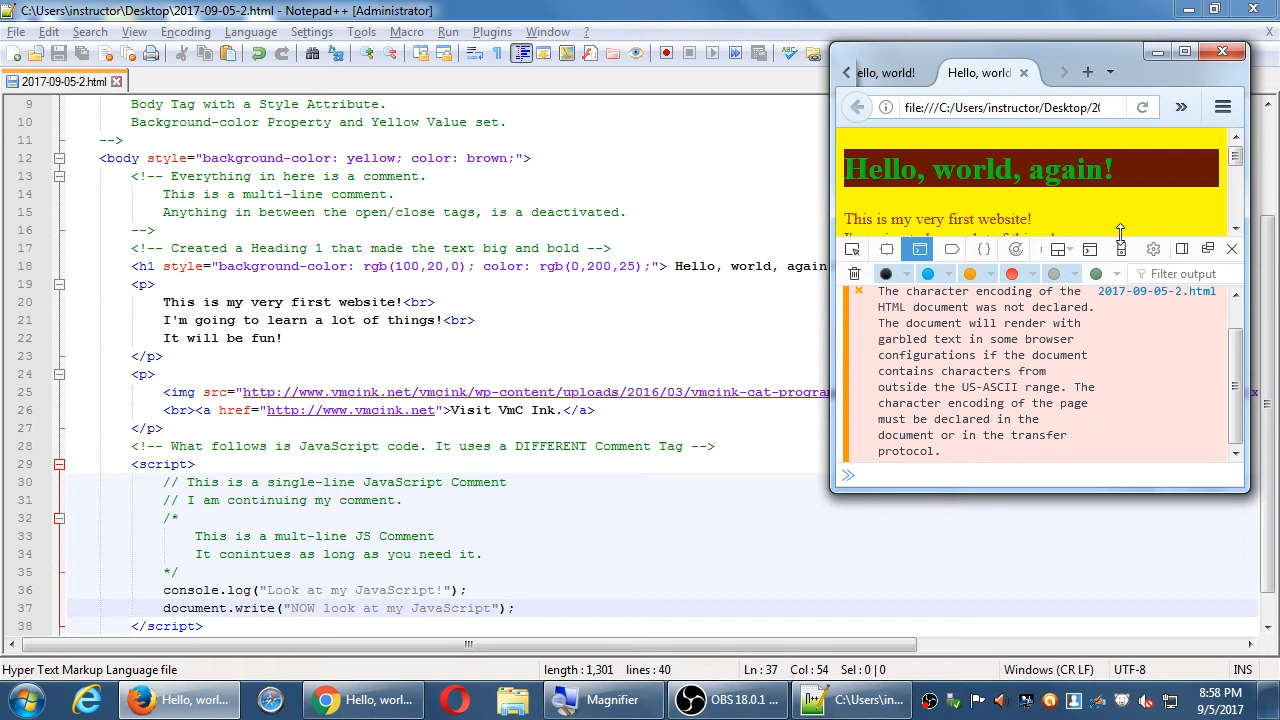 C:\Users\instructor\Desktop\2017-09-05-2.html - Notepad++ [Administrator]
File Edit Search View Encoding Language Settings Tools Macro Run Plugins Window ? X
2017-09-05-2.html
9 Body Tag with a Style Attribute.
10 Background-color Property and Yellow Value set.
11 -->
12 <body style="background-color: yellow; color: brown;">
13 <!-- Everything in here is a comment.
14 This is a multi-line comment.
15 Anything in between the open/close tags, is a deactivated.
16 -->
17 <!-- Created a Heading 1 that made the text big and bold -->
18 <h1 style="background-color: rgb(100,20,0); color: rgb(0,200,25);"> Hello, world, again
19 <p>
20 This is my very first website!<br>
21 I'm going to learn a lot of things!<br>
22 It will be fun!
23 </p>
24 <p>
25 <img src="http://www.vmcink.net/vmcink/wp-content/uploads/2016/03/vmcink-cat-progra
26 <br><a href="http://www.vmcink.net">Visit VmC Ink.</a>
27 </p>
28 <!-- What follows is JavaScript code. It uses a DIFFERENT Comment Tag -->
29 <script>
30 // This is a single-line JavaScript Comment
31 // I am continuing my comment.
32 /*
33 This is a mult-line JS Comment
34 It conintues as long as you need it.
35 */
36 console.log("Look at my JavaScript!");
37 document.write("NOW look at my JavaScript");
38 </script>
ello, world! Hello, world
file:///C:/Users/instructor/Desktop/20
Hello, world, again!
This is my very first website!
Filter output
The character encoding of the 2017-09-05-2.html
HTML document was not declared.
The document will render with
garbled text in some browser
configurations if the document
contains characters from
outside the US-ASCII range. The
character encoding of the page
must be declared in the
document or in the transfer
protocol.
Hyper Text Markup Language file length : 1,301 lines : 40 Ln : 37 Col : 54 Sel : 0 | 0 Windows (CR LF) UTF-8 INS
Hello, worl... Hello, worl... Magnifier OBS 18.0.1 ... C:\Users\in... 8:58 PM
9/5/2017